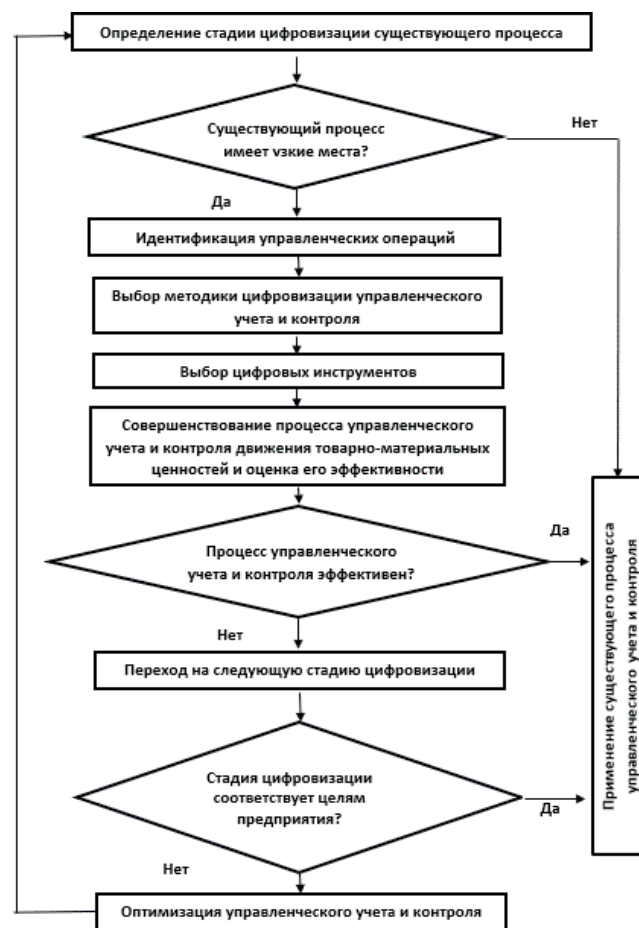 Определение стадии цифровизации существующего процесса
Существующий процесс
имеет узкие места?
Нет
Да
Идентификация управленческих операций
Выбор методики цифровизации управленческого
учета и контроля
Выбор цифровых инструментов
Совершенствование процесса управленческого
учета и контроля движения товарно-материальных
ценностей и оценка его эффективности
Процесс управленческого
учета и контроля эффективен?
Да
Нет
Применение существующего процесса
управленческого учета и контроля
Переход на следующую стадию цифровизации
Стадия цифровизации
соответствует целям
предприятия?
Да
Нет
Оптимизация управленческого учета и контроля